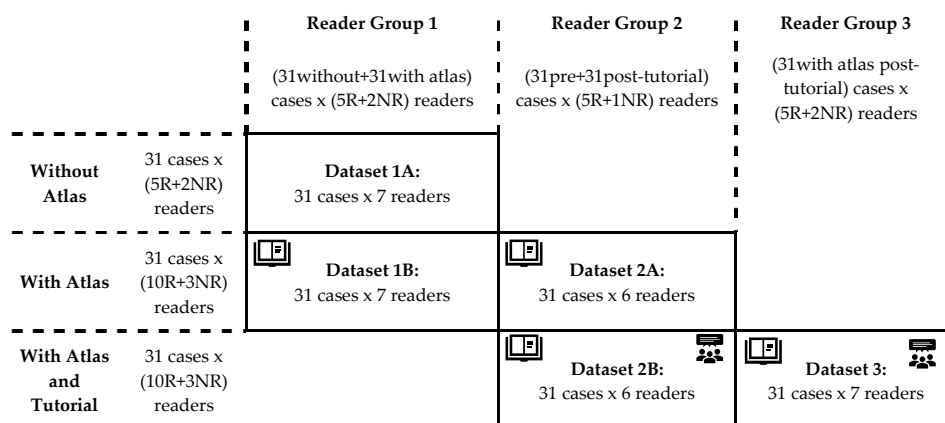 Reader Group 1
(31without+31with atlas)
cases x (5R+2NR) readers
Reader Group 2
(31pre+31post-tutorial)
cases x (5R+1NR) readers
Reader Group 3
(31with atlas post-
tutorial) cases x
(5R+2NR) readers
Without
Atlas
31 cases x
(5R+2NR)
readers
Dataset 1A:
31 cases x 7 readers
With Atlas
31 cases x
(10R+3NR)
readers
Dataset 1B:
31 cases x 7 readers
Dataset 2A:
31 cases x 6 readers
With Atlas
and
Tutorial
31 cases x
(10R+3NR)
readers
Dataset 2B:
31 cases x 6 readers
Dataset 3:
31 cases x 7 readers